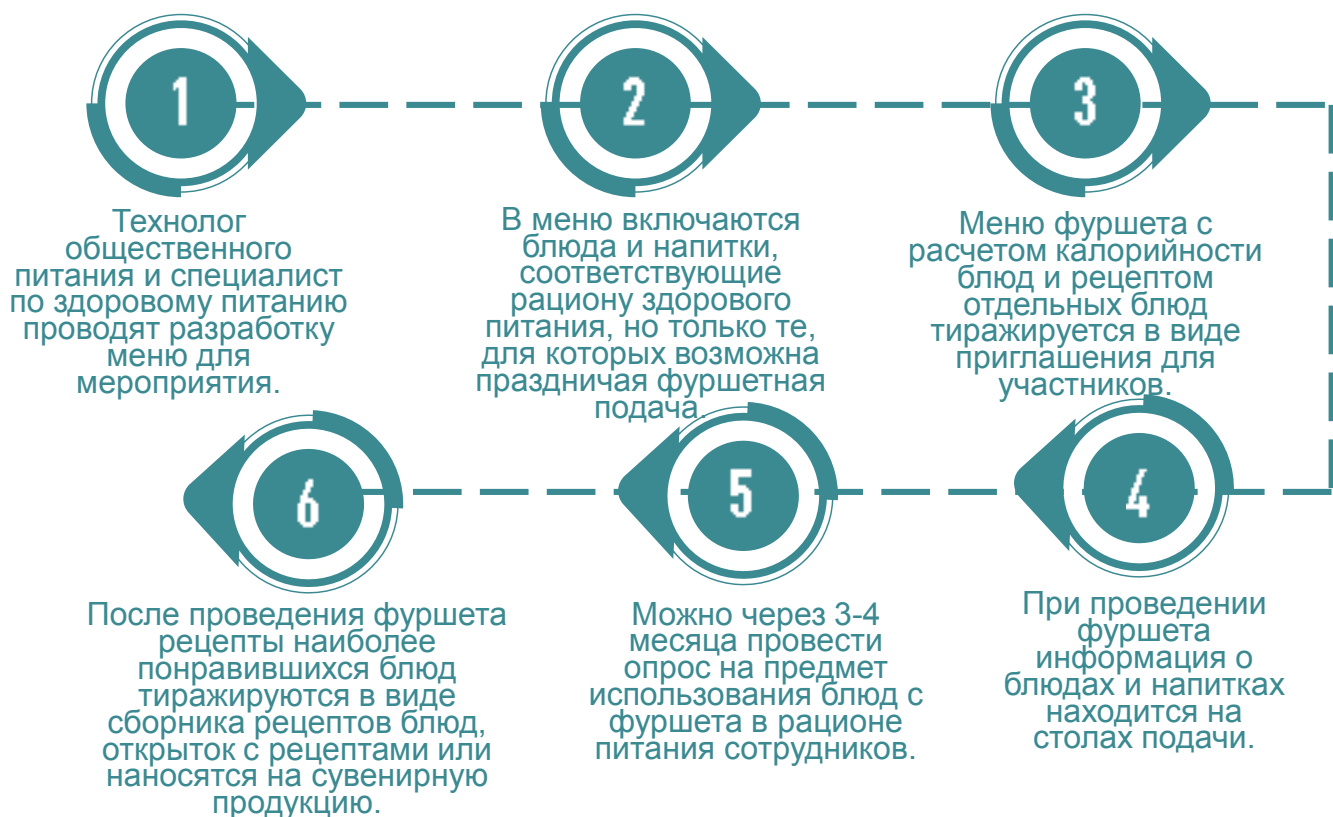 1
Технолог
общественного
питания и специалист
по здоровому питанию
проводят разработку
меню для
мероприятия.
2
В меню включаются
блюда и напитки,
соответствующие
рациону здорового
питания, но только те,
для которых возможна
праздничая фуршетная
подача.
3
Меню фуршета с
расчетом калорийности
блюд и рецептом
отдельных блюд
тиражируется в виде
приглашения для
участников.
4
При проведении
фуршета
информация о
блюдах и напитках
находится на
столах подачи.
5
Можно через 3-4
месяца провести
опрос на предмет
использования блюд с
фуршета в рационе
питания сотрудников.
6
После проведения фуршета
рецепты наиболее
понравившихся блюд
тиражируются в виде
сборника рецептов блюд,
открыток с рецептами или
наносятся на сувенирную
продукцию.